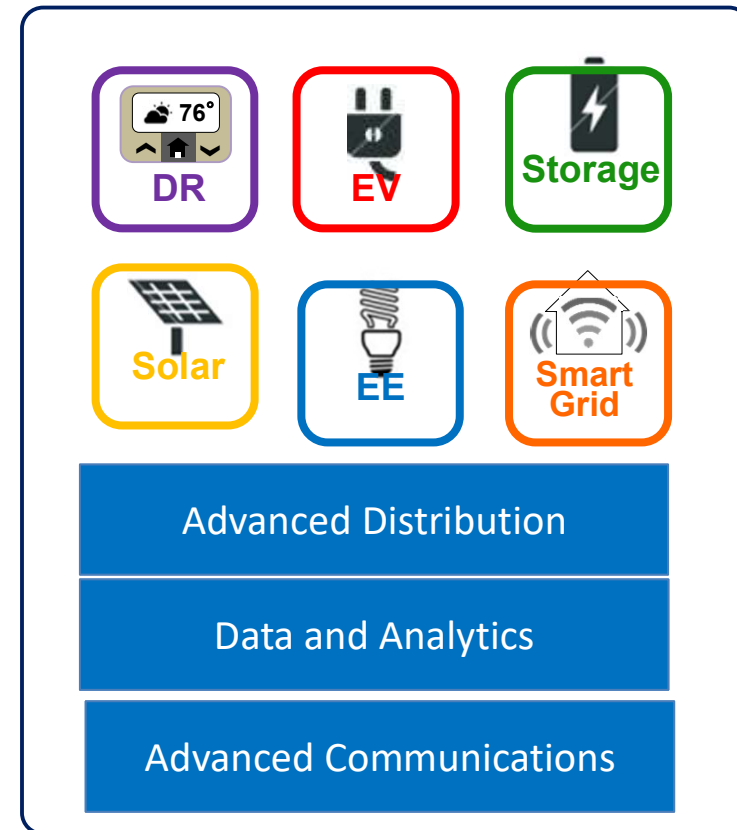 76°
DR
EV
Storage
Solar
EE
Smart
Grid
Advanced Distribution
Data and Analytics
Advanced Communications